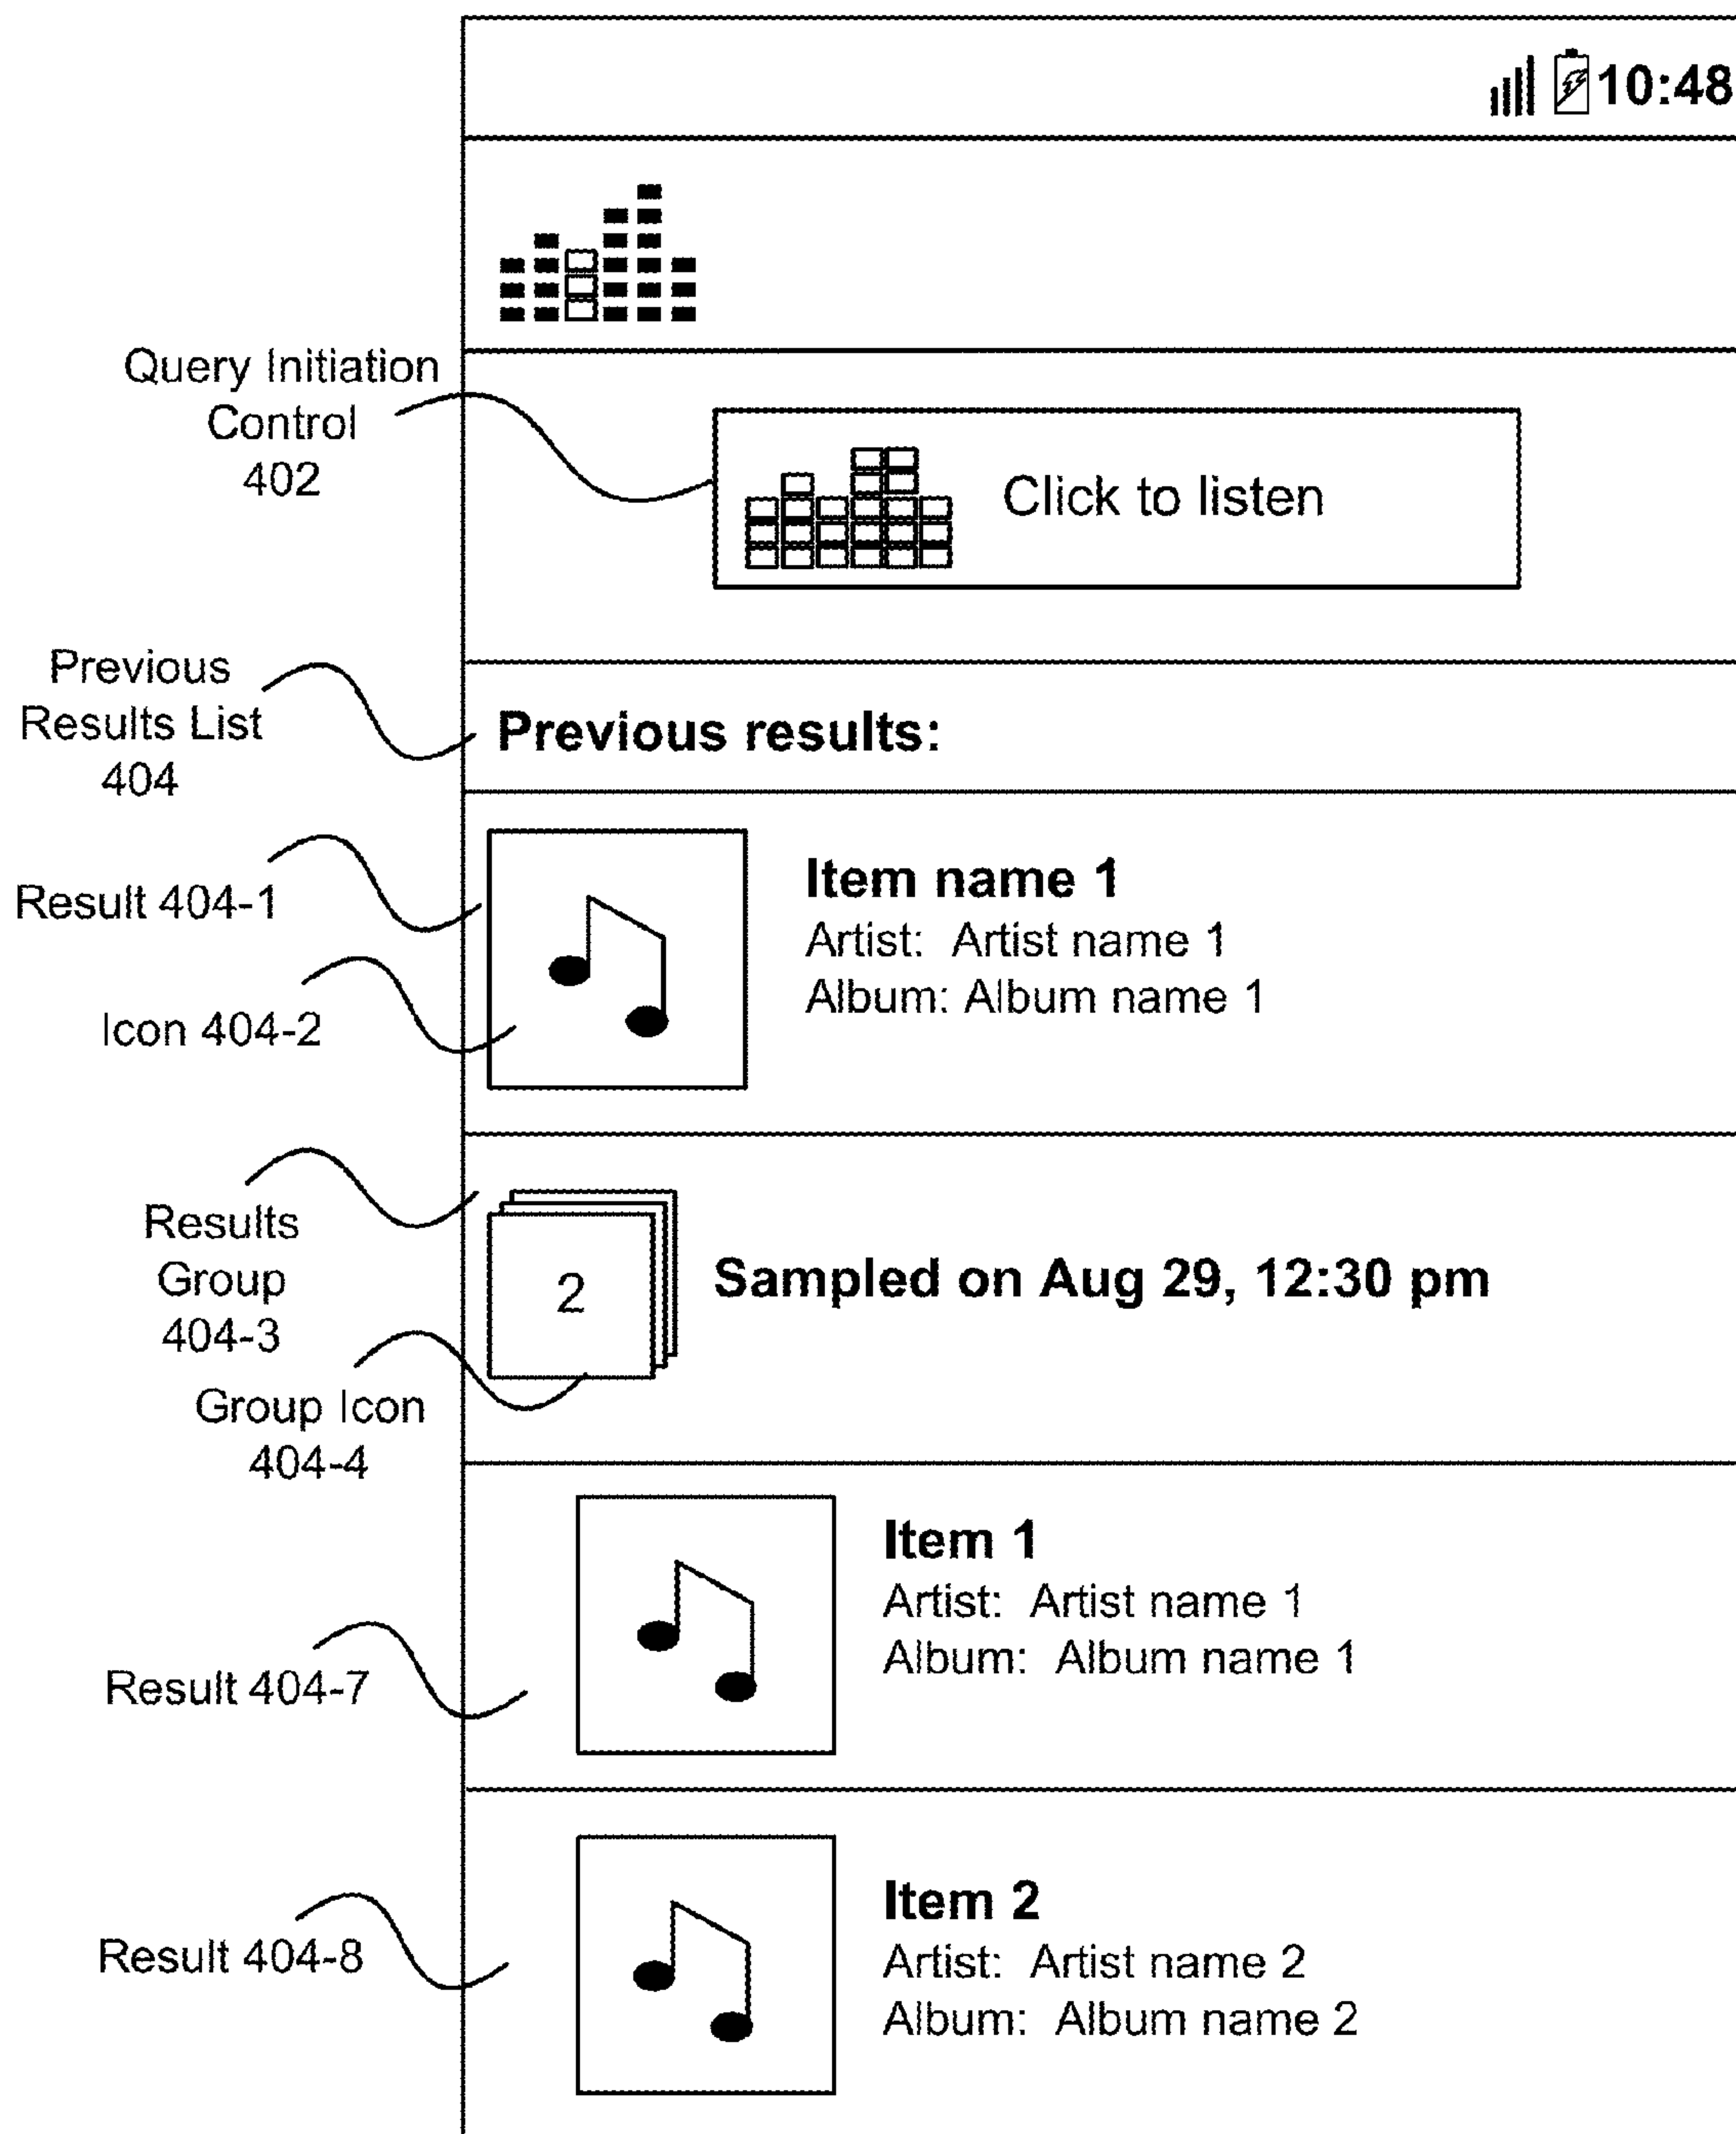 10:48
Query Initiation
Control
402
Click to listen
Previous
Results List
404
Previous results:
Result 404-1
Item name 1
Artist: Artist name 1
Album: Album name 1
Icon 404-2
Results
Group
404-3
2
Sampled on Aug 29, 12:30 pm
Group Icon
404-4
Item 1
Artist: Artist name 1
Album: Album name 1
Result 404-7
Item 2
Artist: Artist name 2
Album: Album name 2
Result 404-8